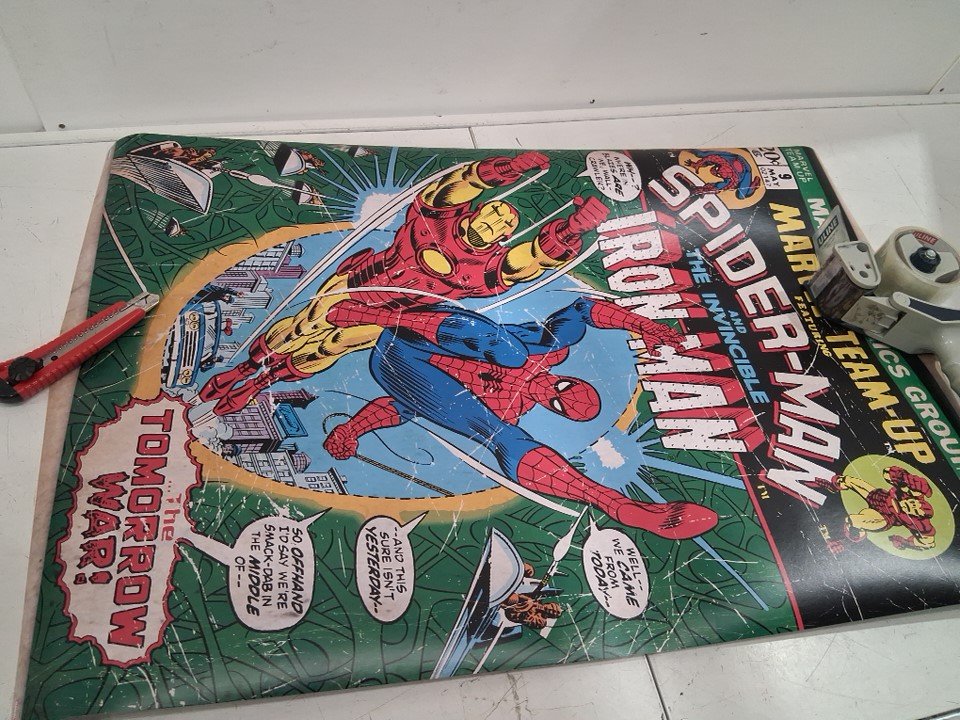 MARVEL
TEAM-UP
20¢
9
MAY
MARVEL
TEAM-UP
FEATURING
SPIDER-MAN
AND
THE INVINCIBLE
IRON MAN
WELL--
WE CAME
FROM
TODAY--
--AND THIS
SURE ISN'T
YESTERDAY--
SO OFFHAND
I'D SAY WE'RE
SMACK-DAB IN
THE MIDDLE
OF--
"The
TOMORROW
WAR!